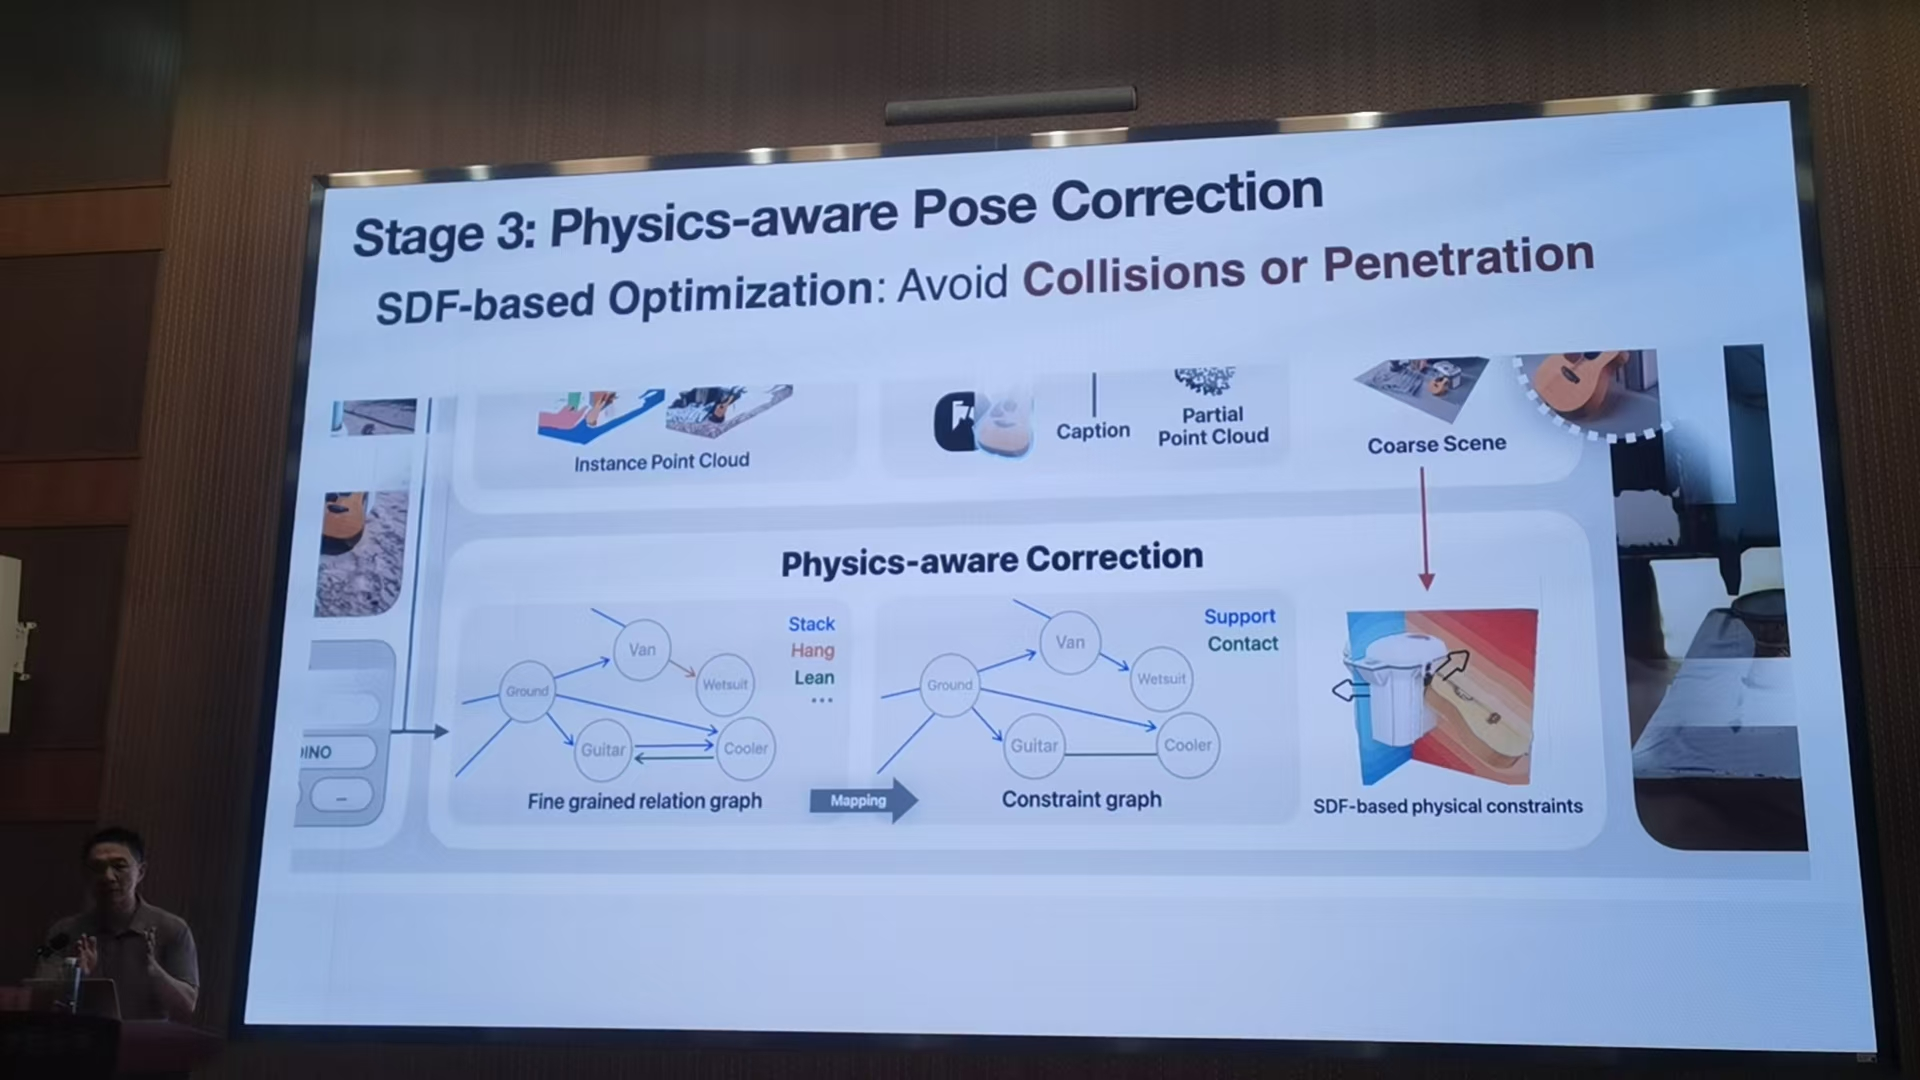 Stage 3: Physics-aware Pose Correction
SDF-based Optimization: Avoid Collisions or Penetration
Instance Point Cloud
Caption
Partial
Point Cloud
Coarse Scene
Physics-aware Correction
Van
Ground
Wetsuit
Guitar
Cooler
Stack
Hang
Lean
...
Fine grained relation graph
Mapping
Van
Ground
Wetsuit
Guitar
Cooler
Support
Contact
Constraint graph
SDF-based physical constraints
INO